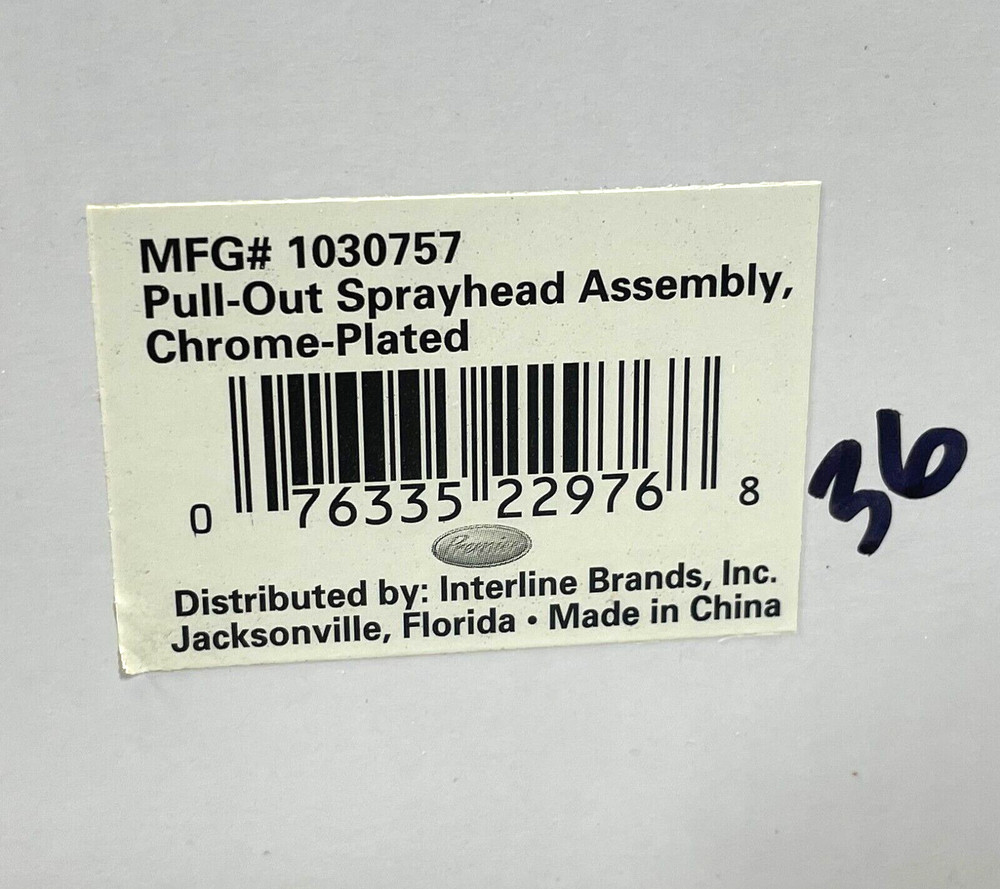 MFG# 1030757
Pull-Out Sprayhead Assembly,
Chrome-Plated
0 76335 22976 8
Premier
Distributed by: Interline Brands, Inc.
Jacksonville, Florida • Made in China
36